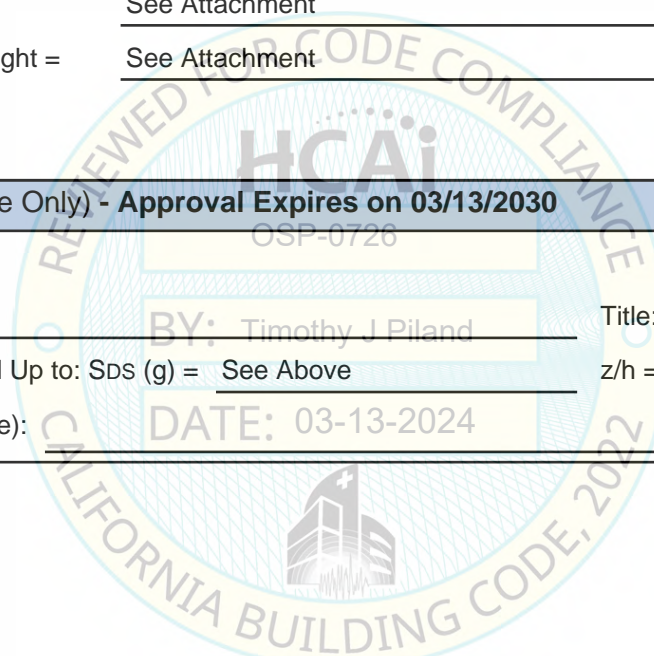 See Attachment
ght = See Attachment
REVIEWED FOR CODE COMPLIANCE
HCAi
e Only) - Approval Expires on 03/13/2030
OSP-0726
BY: Timothy J Piland
Title:
Up to: SDS (g) = See Above
z/h =
e):
DATE: 03-13-2024
CALIFORNIA BUILDING CODE, 2022